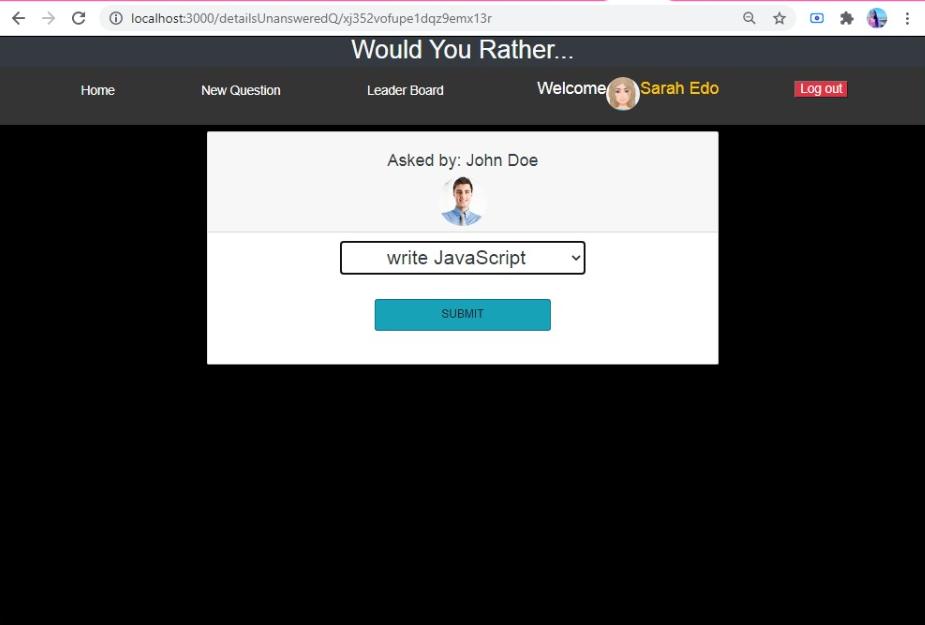 localhost:3000/detailsUnansweredQ/xj352vofupe1dqz9emx13r
Would You Rather...
Home New Question Leader Board Welcome Sarah Edo Log out
Asked by: John Doe
write JavaScript
SUBMIT